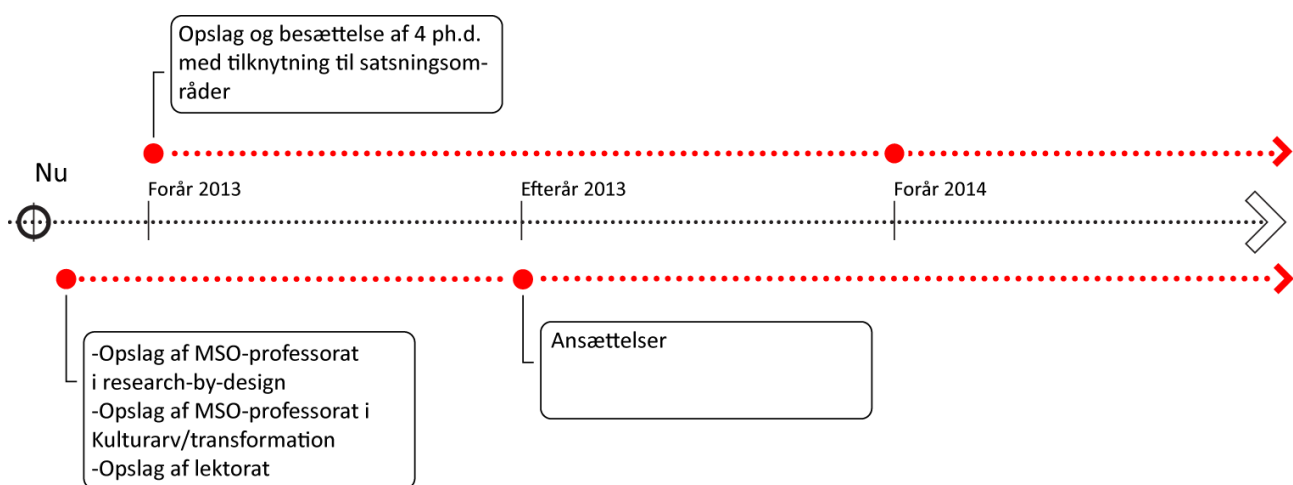 Opslag og besættelse af 4 ph.d.
med tilknytning til satsningsom-
råder
Nu
Forår 2013
Efterår 2013
Forår 2014
-Opslag af MSO-professorat
i research-by-design
-Opslag af MSO-professorat i
Kulturarv/transformation
-Opslag af lektorat
Ansættelser